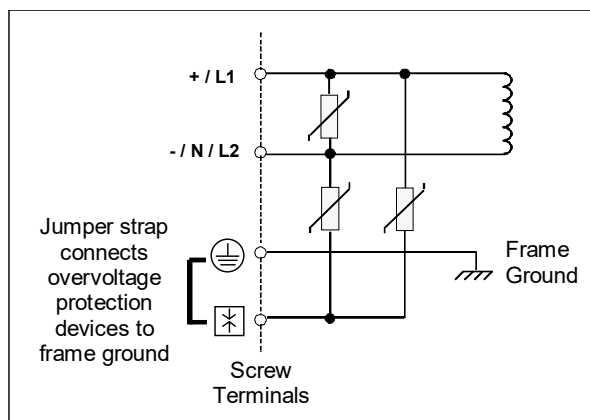 + / L1
- / N / L2
Jumper strap
connects
overvoltage
protection
devices to
frame ground
Frame
Ground
Screw
Terminals